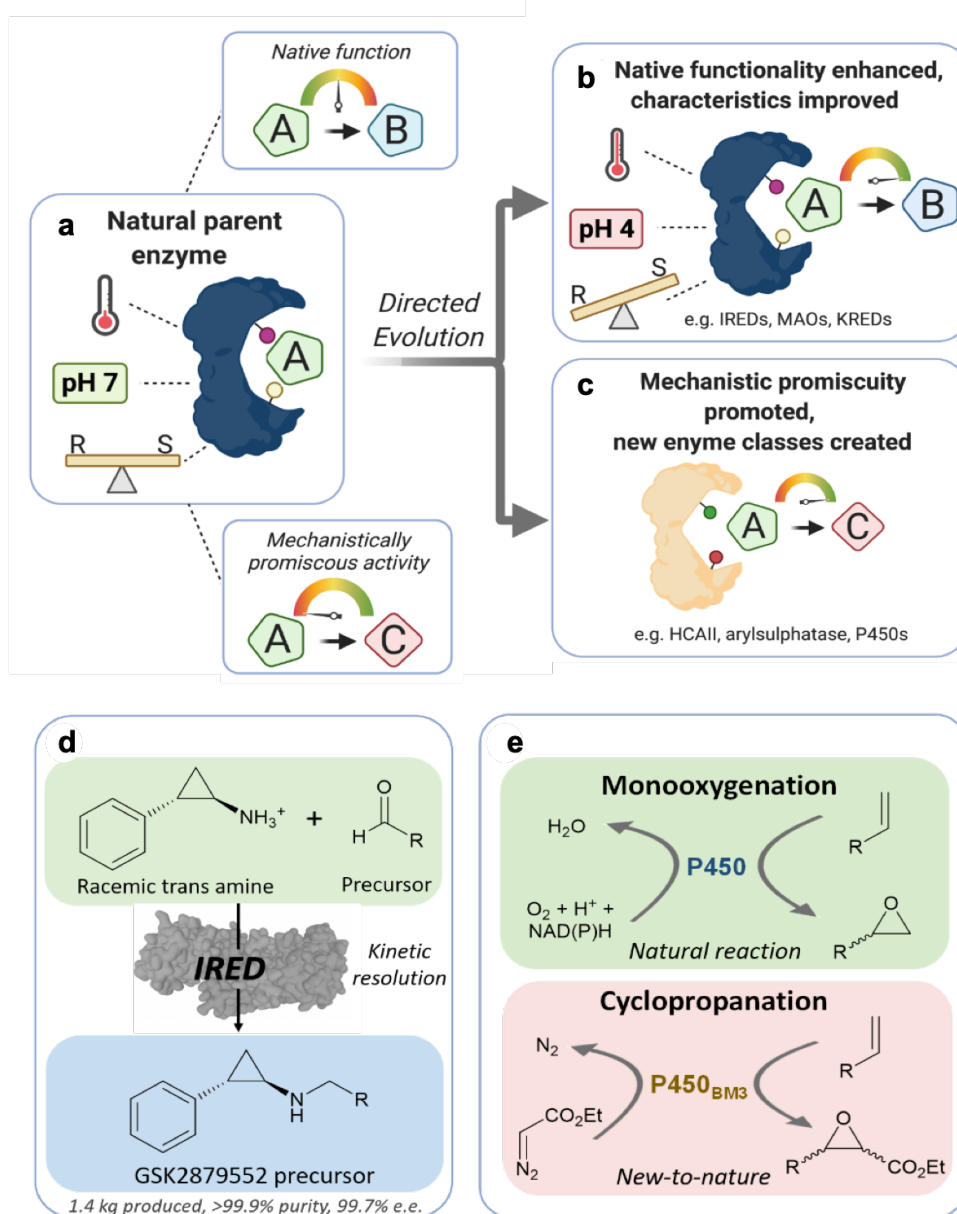 Native function
A
B
a
Natural parent
enzyme
A
pH 7
R
S
Mechanistically
promiscous activity
A
C
Directed
Evolution
b
Native functionality enhanced,
characteristics improved
A
B
pH 4
R
S
e.g. IREDs, MAOs, KREDs
c
Mechanistic promiscuity
promoted,
new enyme classes created
A
C
e.g. HCAII, arylsulphatase, P450s
d
NH₃⁺
+
O
H
R
Racemic trans amine
Precursor
IRED
Kinetic
resolution
N
H
R
GSK2879552 precursor
1.4 kg produced, >99.9% purity, 99.7% e.e.
e
Monooxygenation
H₂O
R
P450
O₂ + H⁺ +
NAD(P)H
O
R
Natural reaction
Cyclopropanation
N₂
R
P450BM3
CO₂Et
N₂
O
R
CO₂Et
New-to-nature